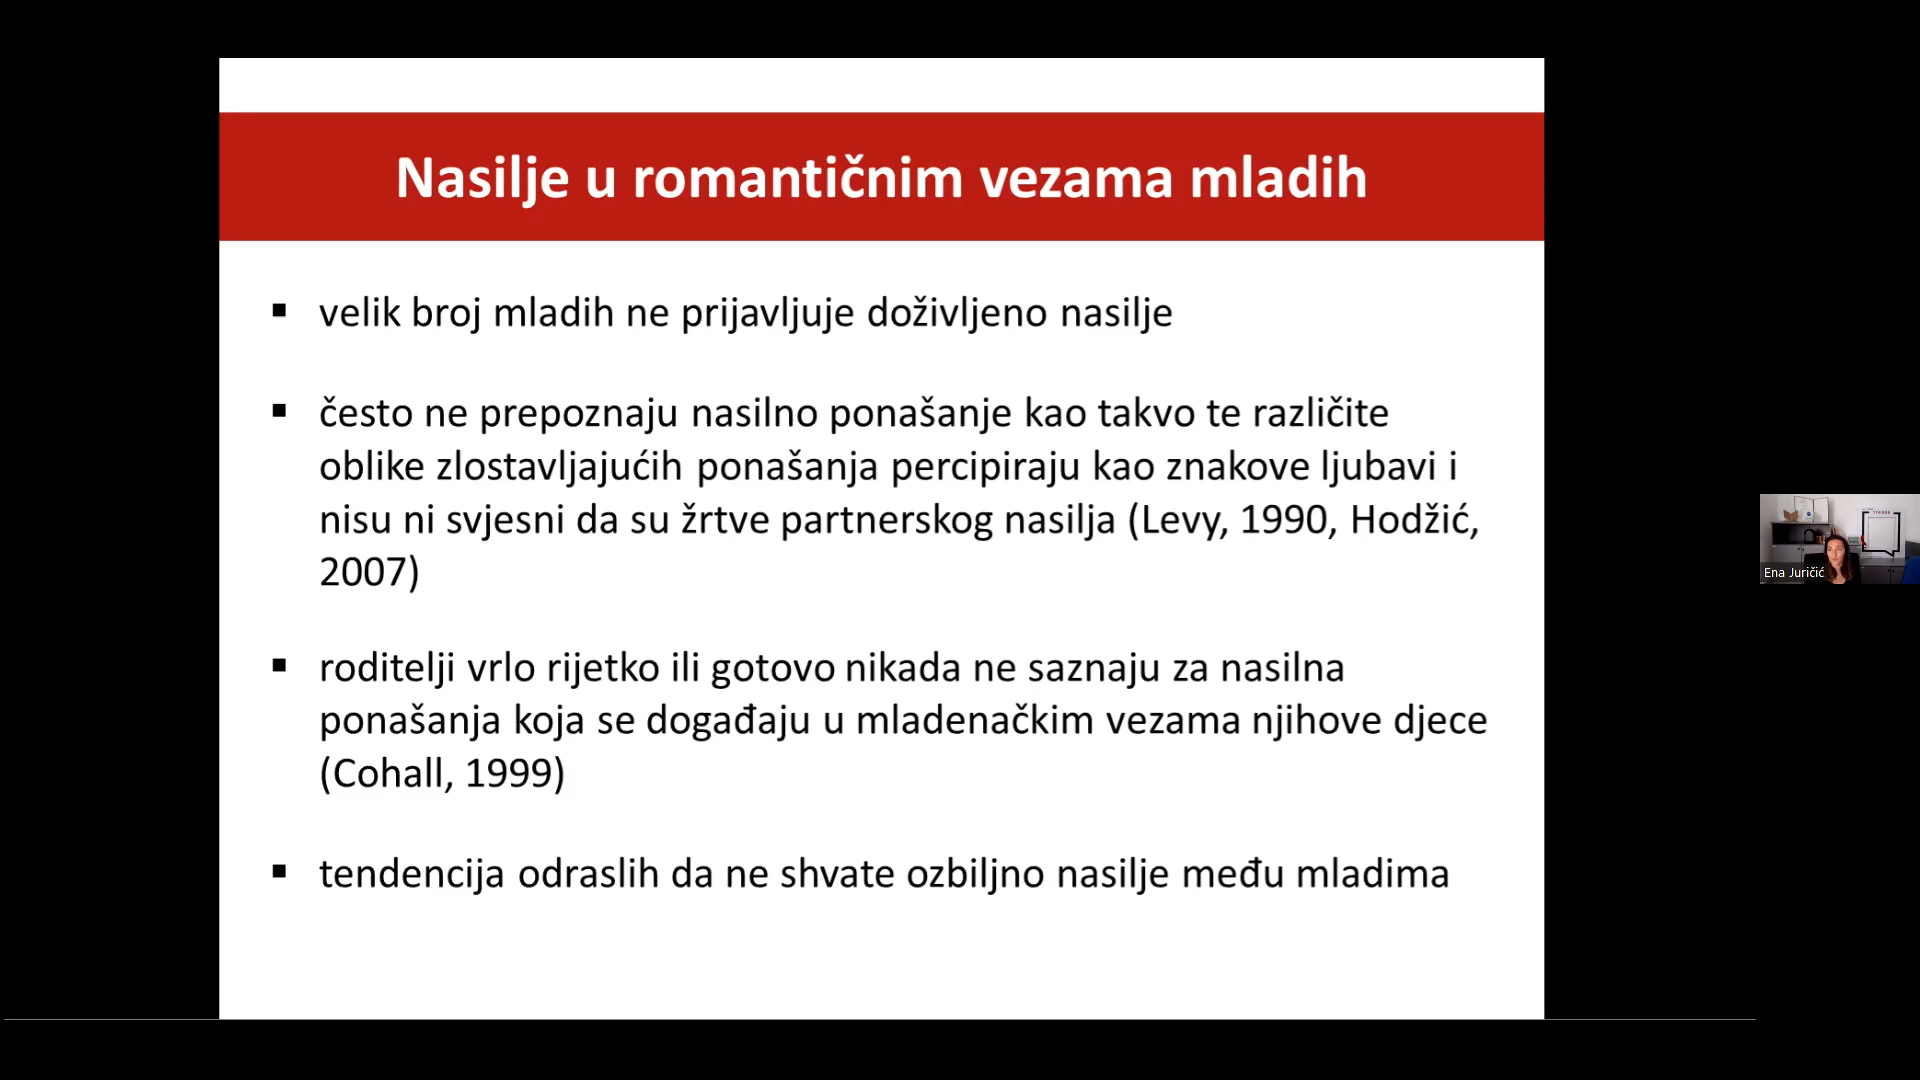 Nasilje u romantičnim vezama mladih
▪ velik broj mladih ne prijavljuje doživljeno nasilje
▪ često ne prepoznaju nasilno ponašanje kao takvo te različite
oblike zlostavljajućih ponašanja percipiraju kao znakove ljubavi i
nisu ni svjesni da su žrtve partnerskog nasilja (Levy, 1990, Hodžić,
2007)
▪ roditelji vrlo rijetko ili gotovo nikada ne saznaju za nasilna
ponašanja koja se događaju u mladenačkim vezama njihove djece
(Cohall, 1999)
▪ tendencija odraslih da ne shvate ozbiljno nasilje među mladima
Ena Juričić